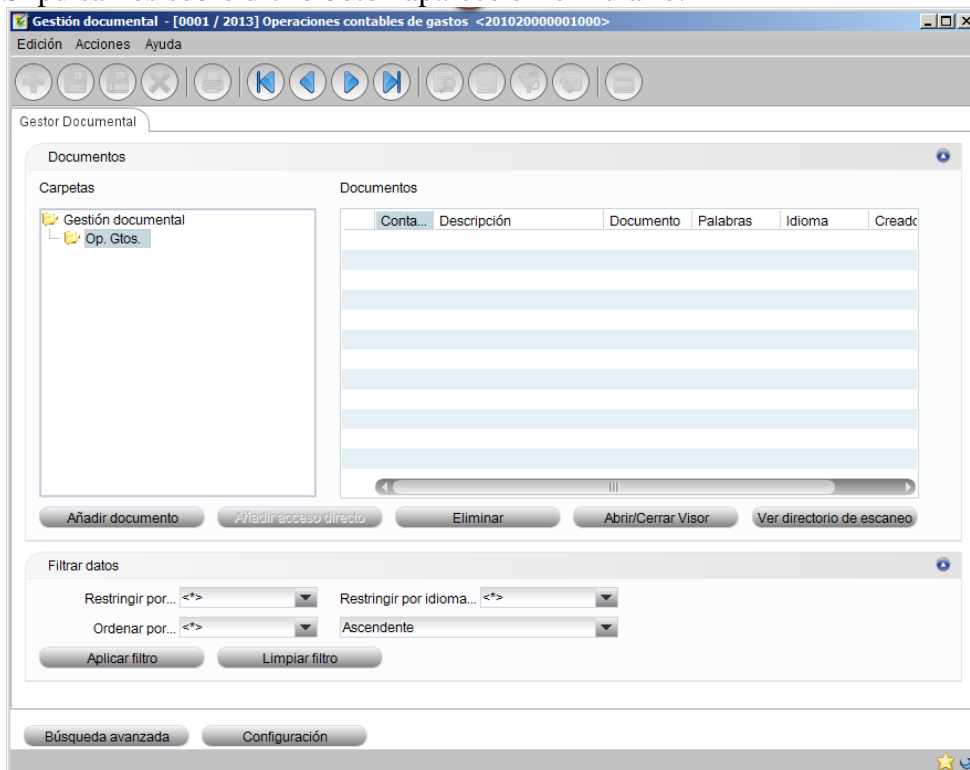 Gestión documental - [0001 / 2013] Operaciones contables de gastos <201020000001000>
Edición Acciones Ayuda
Gestor Documental
Documentos
Carpetas Documentos
Gestión documental
Op. Gtos.
Conta... Descripción Documento Palabras Idioma Creado
Añadir documento Añadir acceso directo Eliminar Abrir/Cerrar Visor Ver directorio de escaneo
Filtrar datos
Restringir por... <*> Restringir por idioma... <*>
Ordenar por... <*> Ascendente
Aplicar filtro Limpiar filtro
Búsqueda avanzada Configuración